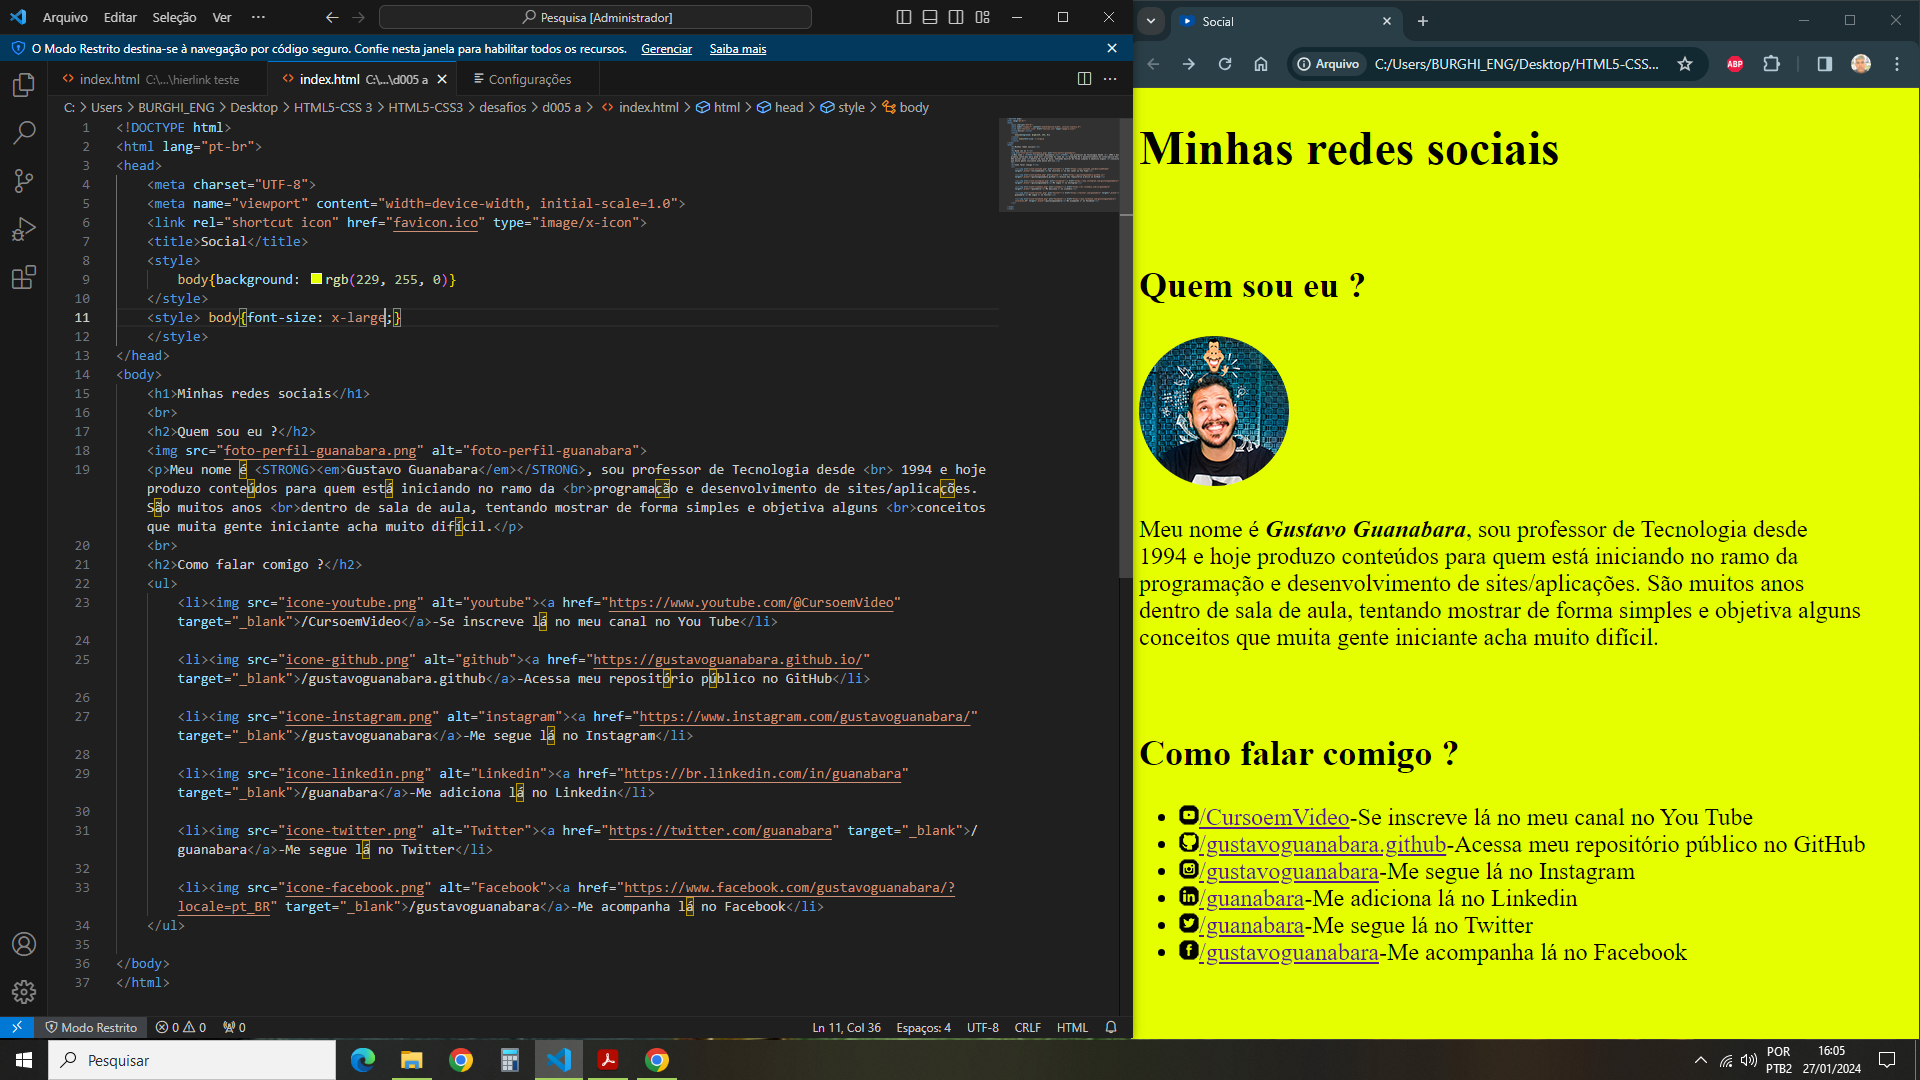 Arquivo Editar Seleção Ver ··· Pesquisa [Administrador]
O Modo Restrito destina-se à navegação por código seguro. Confie nesta janela para habilitar todos os recursos. Gerenciar Saiba mais
index.html C:\...\hierlink teste index.html C:\...\d005 a Configurações
C: > Users > BURGHI_ENG > Desktop > HTML5-CSS 3 > HTML5-CSS3 > desafios > d005 a > index.html > html > head > style > body
1 <!DOCTYPE html>
2 <html lang="pt-br">
3 <head>
4 <meta charset="UTF-8">
5 <meta name="viewport" content="width=device-width, initial-scale=1.0">
6 <link rel="shortcut icon" href="favicon.ico" type="image/x-icon">
7 <title>Social</title>
8 <style>
9 body{background: rgb(229, 255, 0)}
10 </style>
11 <style> body{font-size: x-large;}
12 </style>
13 </head>
14 <body>
15 <h1>Minhas redes sociais</h1>
16 <br>
17 <h2>Quem sou eu ?</h2>
18 <img src="foto-perfil-guanabara.png" alt="foto-perfil-guanabara">
19 <p>Meu nome é <STRONG><em>Gustavo Guanabara</em></STRONG>, sou professor de Tecnologia desde <br> 1994 e hoje
produzo conteúdos para quem está iniciando no ramo da <br>programação e desenvolvimento de sites/aplicações.
São muitos anos <br>dentro de sala de aula, tentando mostrar de forma simples e objetiva alguns <br>conceitos
que muita gente iniciante acha muito difícil.</p>
20 <br>
21 <h2>Como falar comigo ?</h2>
22 <ul>
23 <li><img src="icone-youtube.png" alt="youtube"><a href="https://www.youtube.com/@CursoemVideo"
target="_blank">/CursoemVideo</a>-Se inscreve lá no meu canal no You Tube</li>
24
25 <li><img src="icone-github.png" alt="github"><a href="https://gustavoguanabara.github.io/"
target="_blank">/gustavoguanabara.github</a>-Acessa meu repositório público no GitHub</li>
26
27 <li><img src="icone-instagram.png" alt="instagram"><a href="https://www.instagram.com/gustavoguanabara/"
target="_blank">/gustavoguanabara</a>-Me segue lá no Instagram</li>
28
29 <li><img src="icone-linkedin.png" alt="Linkedin"><a href="https://br.linkedin.com/in/guanabara"
target="_blank">/guanabara</a>-Me adiciona lá no Linkedin</li>
30
31 <li><img src="icone-twitter.png" alt="Twitter"><a href="https://twitter.com/guanabara" target="_blank">/
guanabara</a>-Me segue lá no Twitter</li>
32
33 <li><img src="icone-facebook.png" alt="Facebook"><a href="https://www.facebook.com/gustavoguanabara/?
locale=pt_BR" target="_blank">/gustavoguanabara</a>-Me acompanha lá no Facebook</li>
34 </ul>
35
36 </body>
37 </html>
Modo Restrito 0 0 0 Ln 11, Col 36 Espaços: 4 UTF-8 CRLF HTML
Social
Arquivo C:/Users/BURGHI_ENG/Desktop/HTML5-CSS... ABP
Minhas redes sociais
Quem sou eu ?
Meu nome é Gustavo Guanabara, sou professor de Tecnologia desde
1994 e hoje produzo conteúdos para quem está iniciando no ramo da
programação e desenvolvimento de sites/aplicações. São muitos anos
dentro de sala de aula, tentando mostrar de forma simples e objetiva alguns
conceitos que muita gente iniciante acha muito difícil.
Como falar comigo ?
/CursoemVideo-Se inscreve lá no meu canal no You Tube
/gustavoguanabara.github-Acessa meu repositório público no GitHub
/gustavoguanabara-Me segue lá no Instagram
/guanabara-Me adiciona lá no Linkedin
/guanabara-Me segue lá no Twitter
/gustavoguanabara-Me acompanha lá no Facebook
Pesquisar
POR
PTB2
16:05
27/01/2024